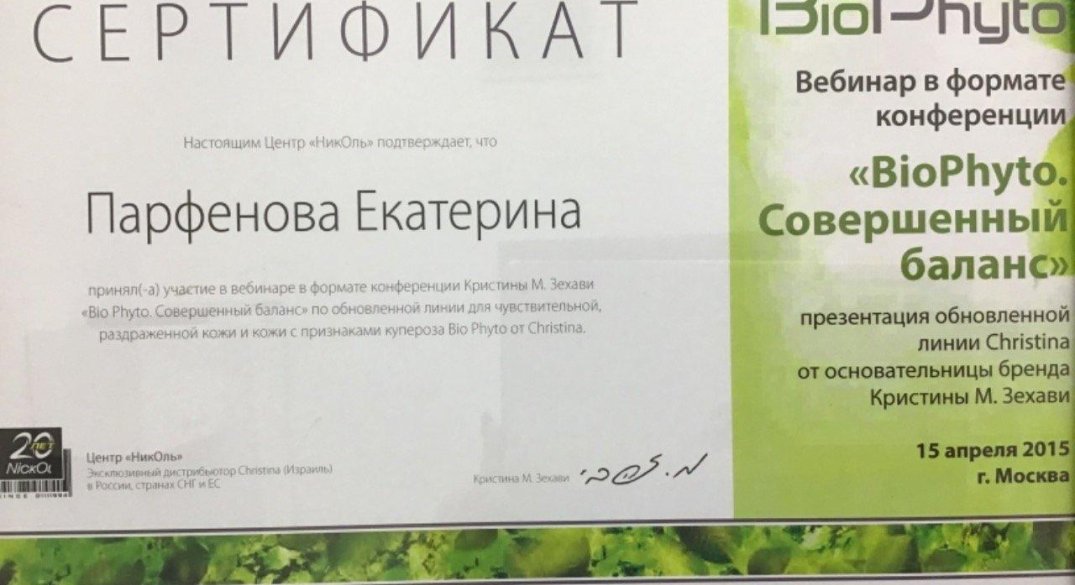 СЕРТИФИКАТ
Настоящим Центр «НикОль» подтверждает, что
Парфенова Екатерина
принял(-а) участие в вебинаре в формате конференции Кристины М. Зехави
«Bio Phyto. Совершенный баланс» по обновленной линии для чувствительной,
раздраженной кожи и кожи с признаками купероза Bio Phyto от Christina.
20 ЛЕТ
NickOl
Центр «НикОль»
Эксклюзивный дистрибьютор Christina (Израиль)
в России, странах СНГ и ЕС
Кристина М. Зехави
BioPhyto
Вебинар в формате
конференции
«BioPhyto.
Совершенный
баланс»
презентация обновленной
линии Christina
от основательницы бренда
Кристины М. Зехави
15 апреля 2015
г. Москва